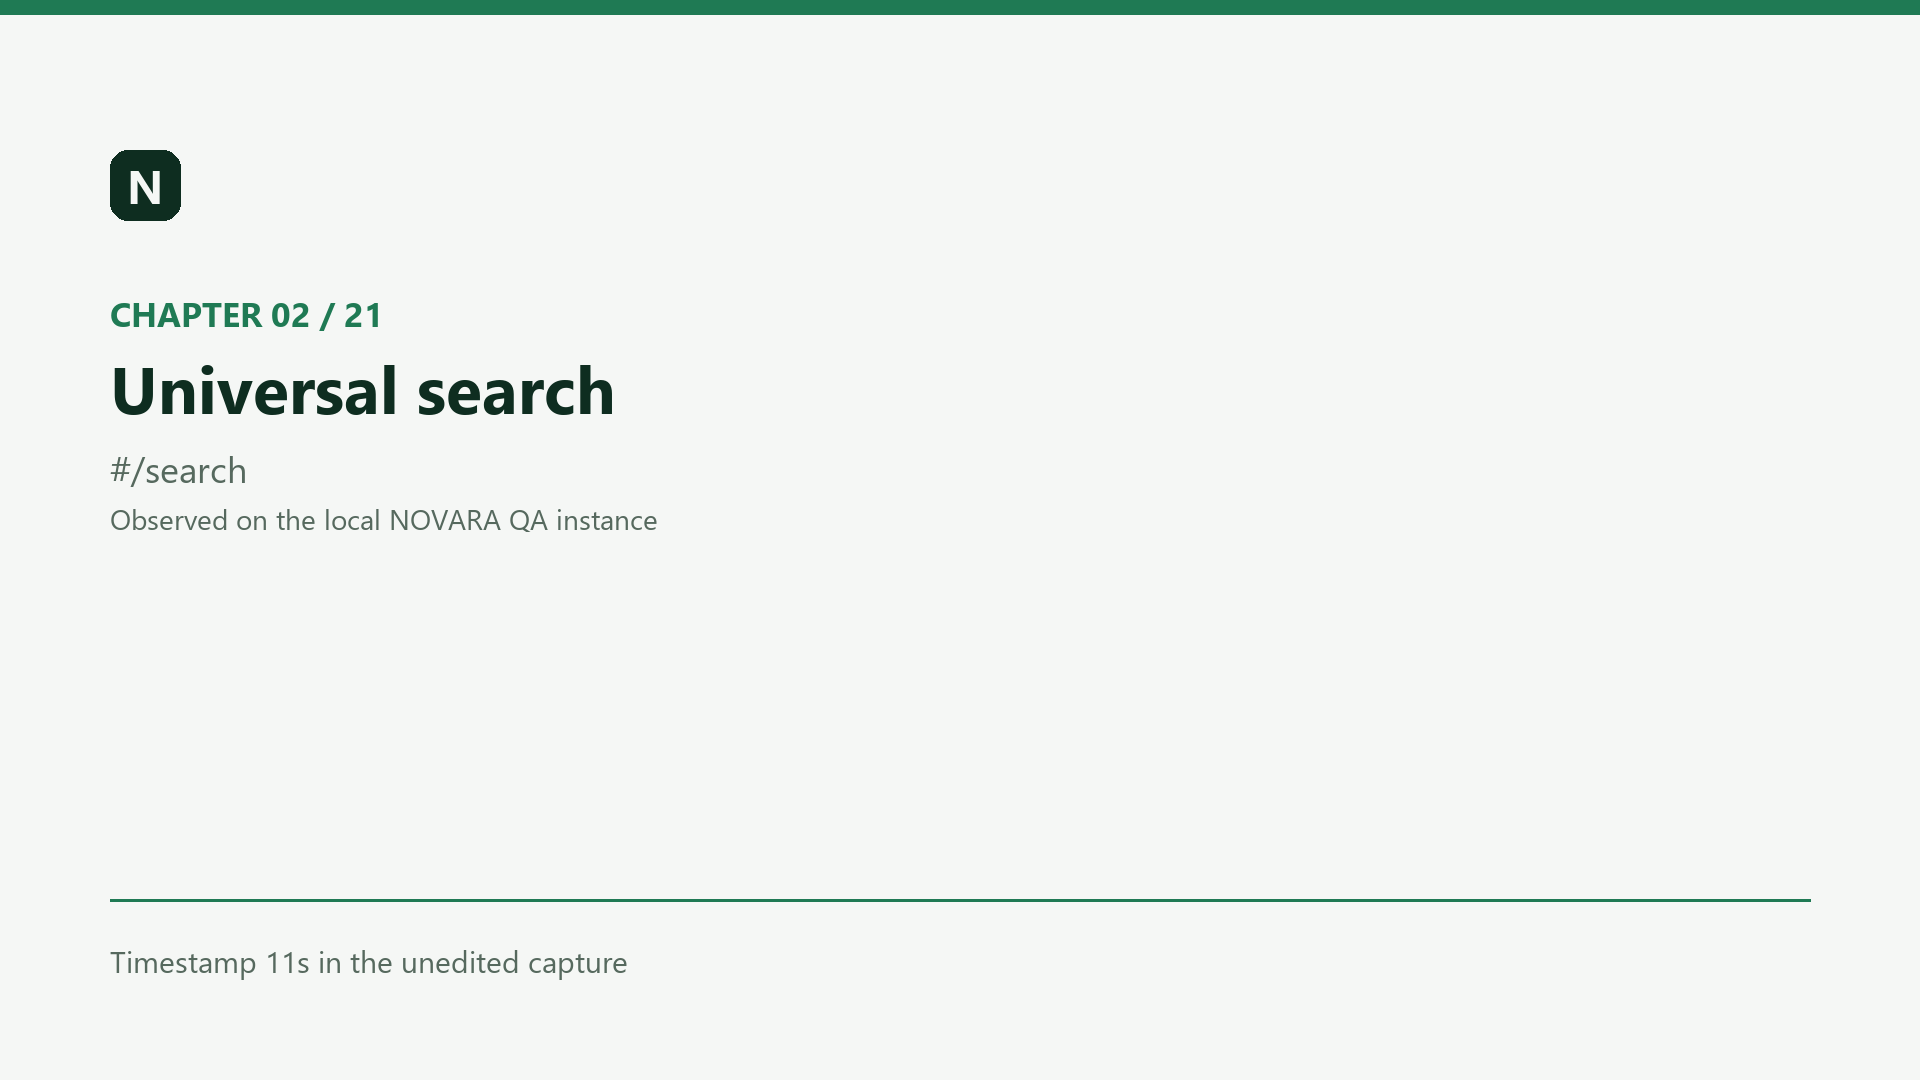 N
CHAPTER 02 / 21
Universal search
#/search
Observed on the local NOVARA QA instance
Timestamp 11s in the unedited capture